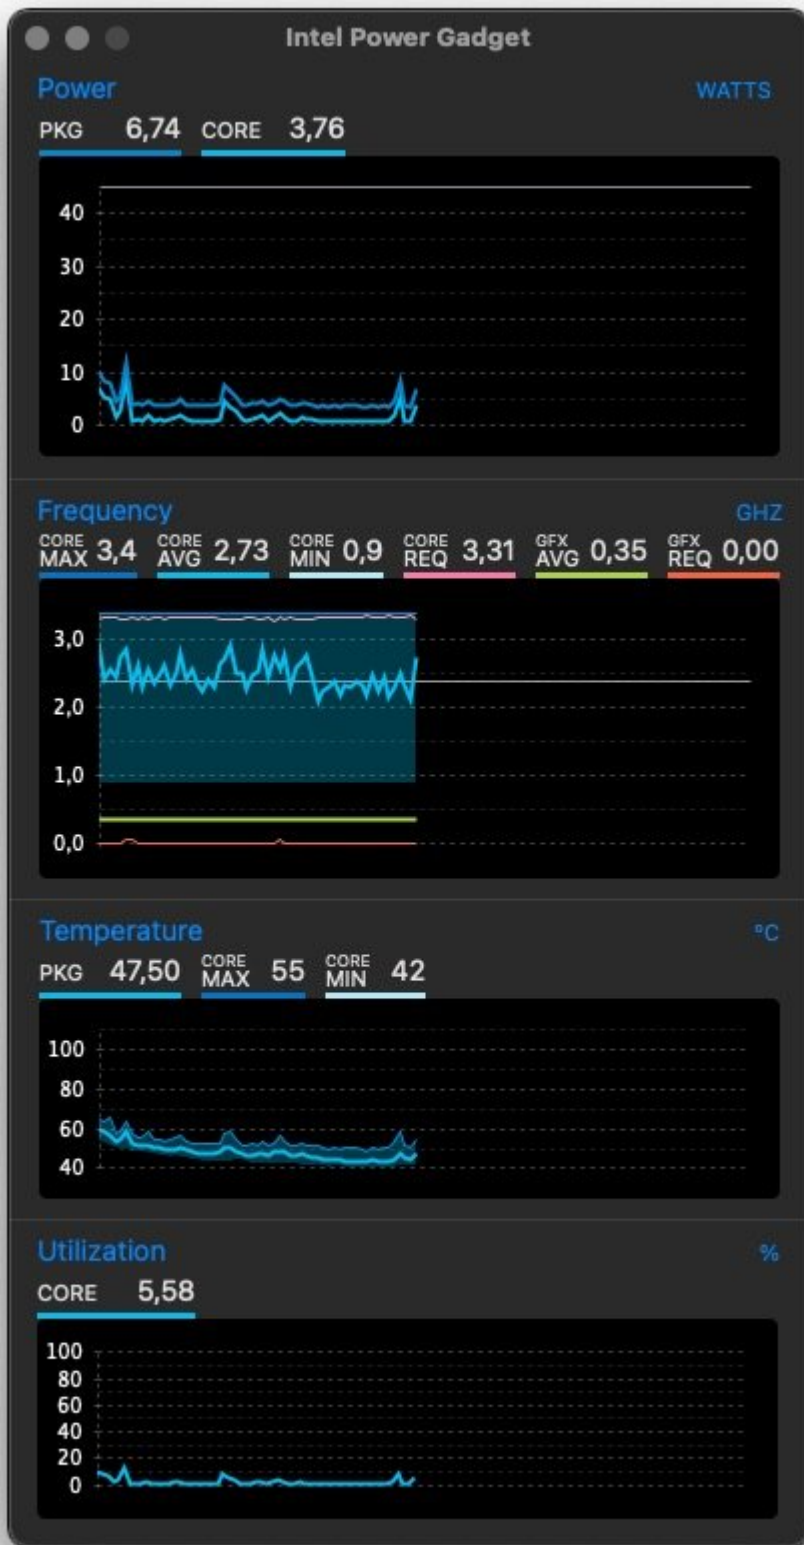 Intel Power Gadget
Power WATTS
PKG 6,74 CORE 3,76
40
30
20
10
0
Frequency GHZ
CORE MAX 3,4 CORE AVG 2,73 CORE MIN 0,9 CORE REQ 3,31 GFX AVG 0,35 GFX REQ 0,00
3,0
2,0
1,0
0,0
Temperature °C
PKG 47,50 CORE MAX 55 CORE MIN 42
100
80
60
40
Utilization %
CORE 5,58
100
80
60
40
20
0